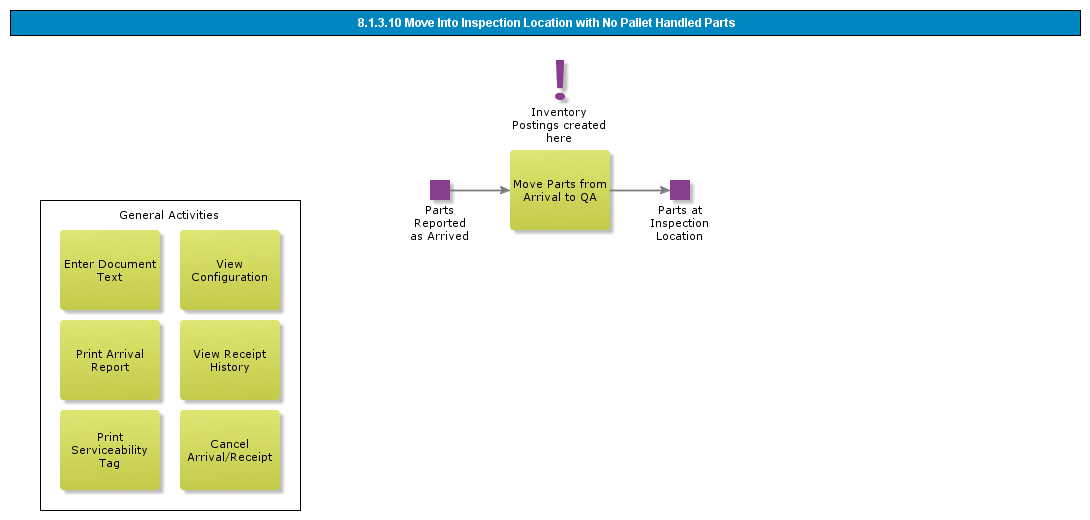 8.1.3.10 Move Into Inspection Location with No Pallet Handled Parts
Inventory
Postings created
here
Move Parts from
Arrival to QA
Parts
Reported
as Arrived
Parts at
Inspection
Location
General Activities
Enter Document
Text
View
Configuration
Print Arrival
Report
View Receipt
History
Print
Serviceability
Tag
Cancel
Arrival/Receipt